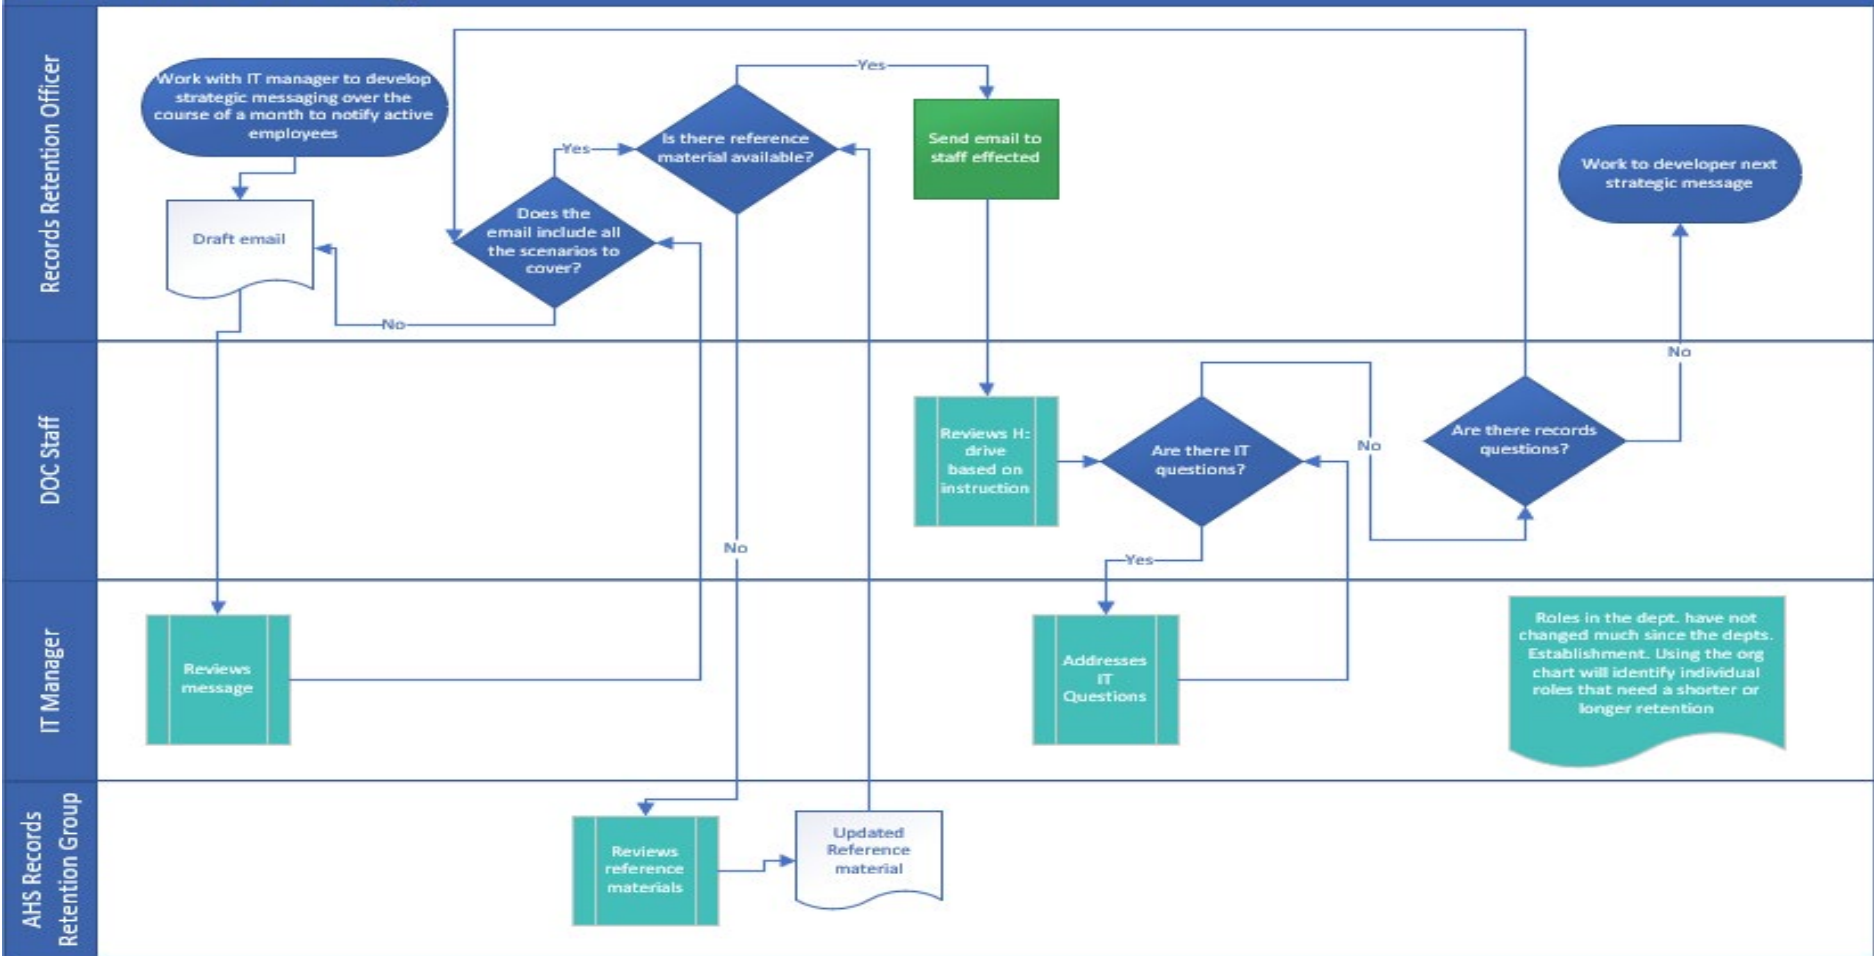 Records Retention Officer
Work with IT manager to develop
strategic messaging over the
course of a month to notify active
employees
Draft email
Does the
email include all
the scenarios to
cover?
No
Yes
Is there reference
material available?
Yes
No
Send email to
staff effected
Work to developer next
strategic message
DOC Staff
Reviews H:
drive
based on
instruction
Are there IT
questions?
Yes
No
Are there records
questions?
No
IT Manager
Reviews
message
Addresses
IT
Questions
Roles in the dept. have not
changed much since the depts.
Establishment. Using the org
chart will identify individual
roles that need a shorter or
longer retention
AHS Records
Retention Group
Reviews
reference
materials
Updated
Reference
material